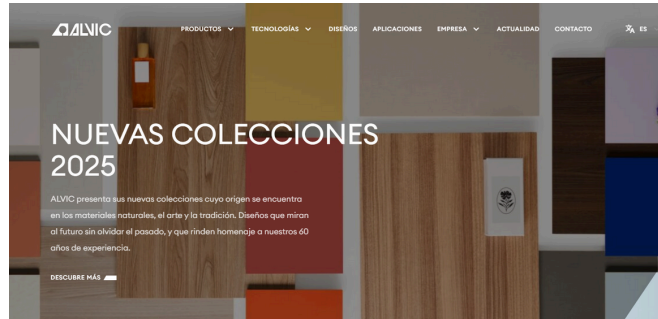 ALVIC
PRODUCTOS TECNOLOGÍAS DISEÑOS APLICACIONES EMPRESA ACTUALIDAD CONTACTO ES
NUEVAS COLECCIONES
2025
ALVIC presenta sus nuevas colecciones cuyo origen se encuentra
en los materiales naturales, el arte y la tradición. Diseños que miran
al futuro sin olvidar el pasado, y que rinden homenaje a nuestros 60
años de experiencia.
DESCUBRE MÁS